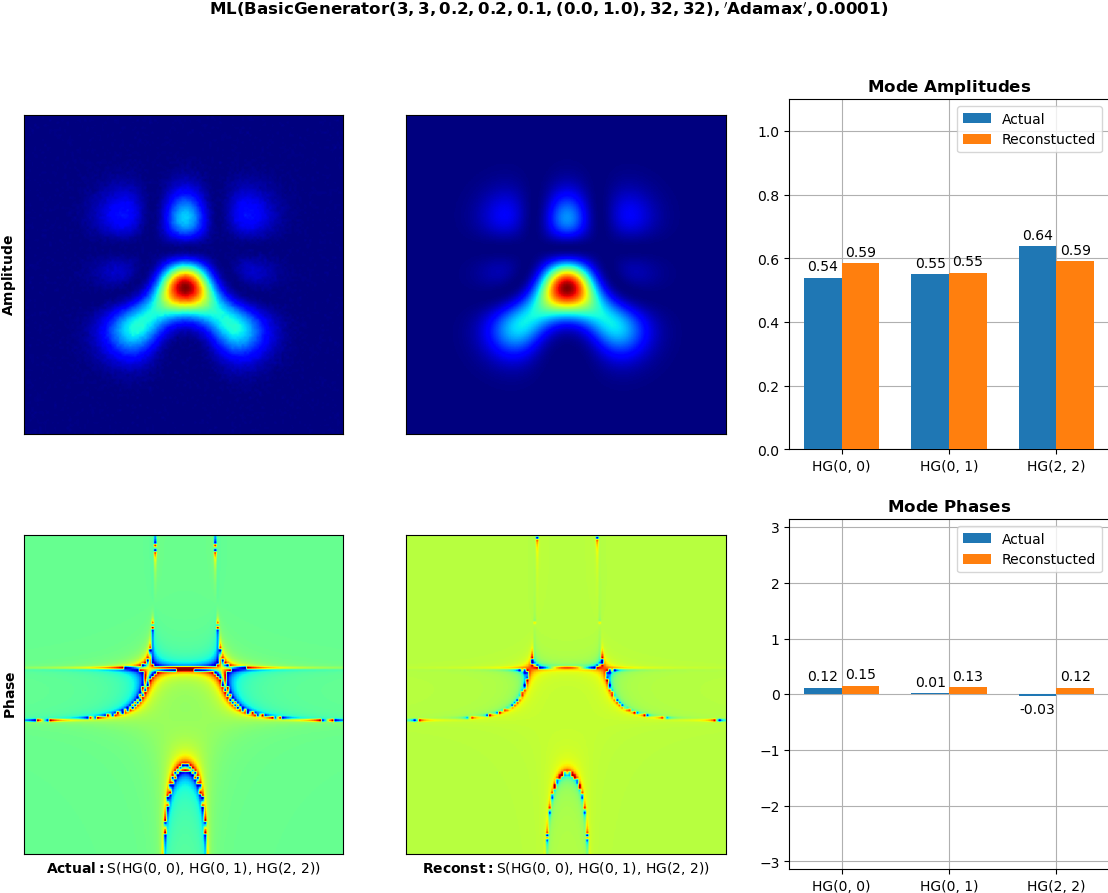 ML(BasicGenerator(3, 3, 0.2, 0.2, 0.1, (0.0, 1.0), 32, 32), ′Adamax′, 0.0001)
Amplitude
Mode Amplitudes
Actual
Reconstucted
1.0
0.8
0.6
0.4
0.2
0.0
0.54
0.59
0.55
0.55
0.64
0.59
HG(0, 0)
HG(0, 1)
HG(2, 2)
Phase
Actual: S(HG(0, 0), HG(0, 1), HG(2, 2))
Reconst: S(HG(0, 0), HG(0, 1), HG(2, 2))
Mode Phases
Actual
Reconstucted
3
2
1
0
−1
−2
−3
0.12
0.15
0.01
0.13
-0.03
0.12
HG(0, 0)
HG(0, 1)
HG(2, 2)